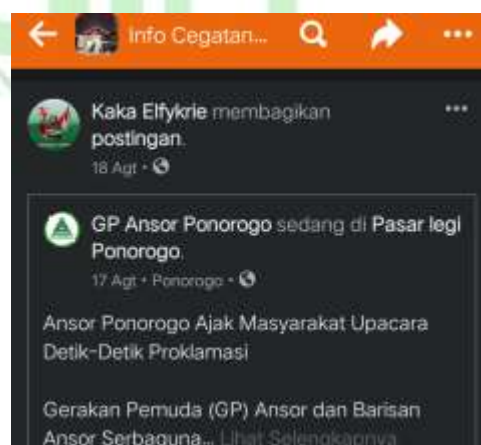 Info Cegatan...
Kaka Elfykrie membagikan
postingan.
18 Agt
GP Ansor Ponorogo sedang di Pasar legi
Ponorogo.
17 Agt • Ponorogo •
Ansor Ponorogo Ajak Masyarakat Upacara
Detik-Detik Proklamasi
Gerakan Pemuda (GP) Ansor dan Barisan
Ansor Serbaguna... Lihat Selengkapnya